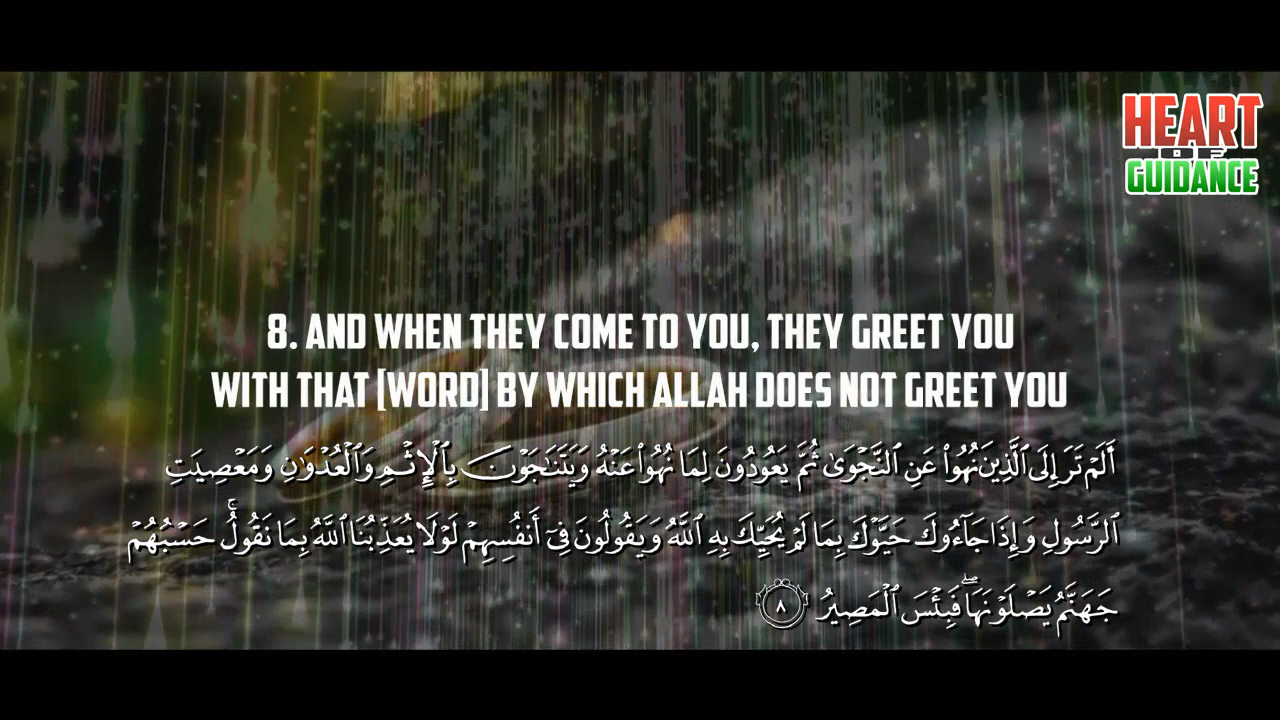 HEART
OF
GUIDANCE
8. AND WHEN THEY COME TO YOU, THEY GREET YOU
WITH THAT [WORD] BY WHICH ALLAH DOES NOT GREET YOU
أَلَمْ تَرَ إِلَى ٱلَّذِينَ نُهُوا۟ عَنِ ٱلنَّجْوَىٰ ثُمَّ يَعُودُونَ لِمَا نُهُوا۟ عَنْهُ وَيَتَنَـٰجَوْنَ بِٱلْإِثْمِ وَٱلْعُدْوَٰنِ وَمَعْصِيَتِ
ٱلرَّسُولِ وَإِذَا جَآءُوكَ حَيَّوْكَ بِمَا لَمْ يُحَيِّكَ بِهِ ٱللَّهُ وَيَقُولُونَ فِىٓ أَنفُسِهِمْ لَوْلَا يُعَذِّبُنَا ٱللَّهُ بِمَا نَقُولُ ۚ حَسْبُهُمْ
جَهَنَّمُ يَصْلَوْنَهَا ۖ فَبِئْسَ ٱلْمَصِيرُ ٨